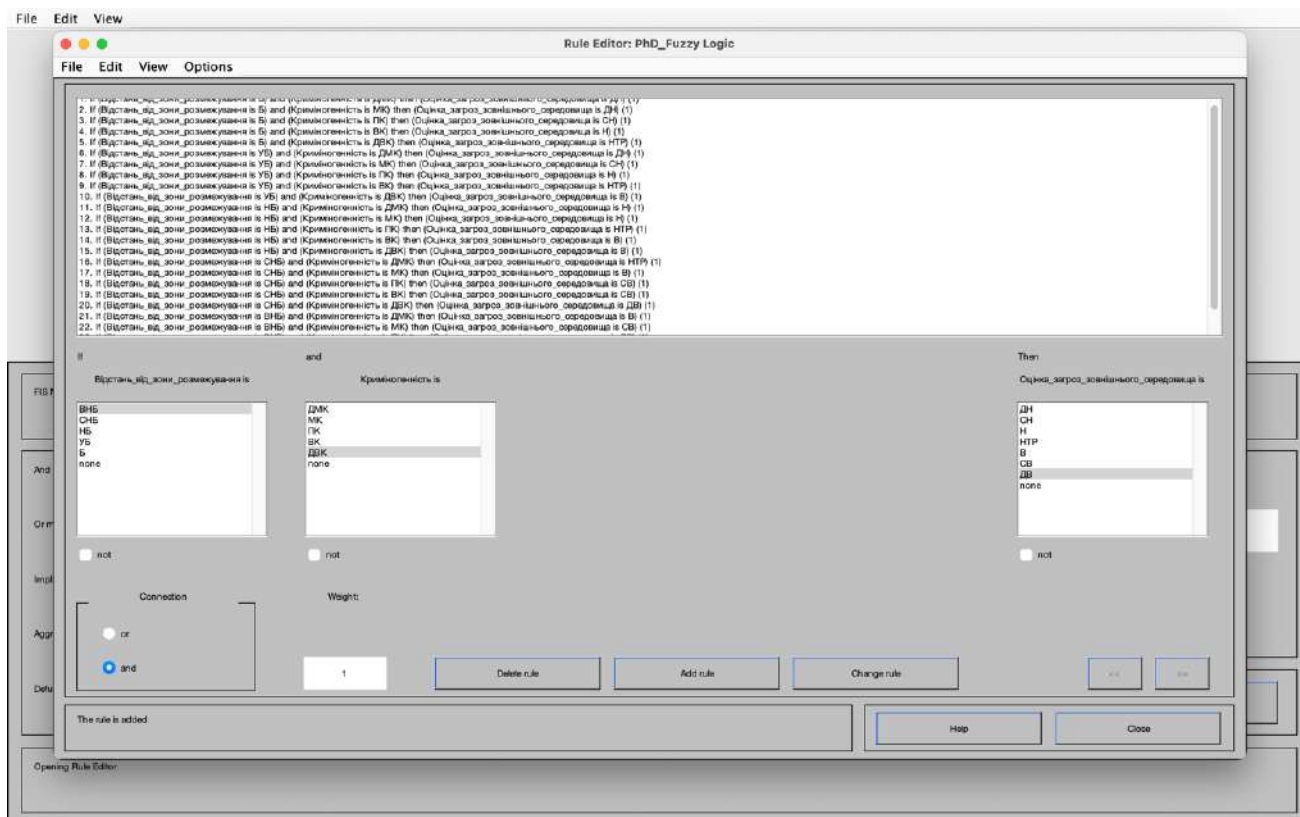 File Edit View
Rule Editor: PhD_Fuzzy Logic
File Edit View Options
2. If (Відстань_від_зони_розмежування is Б) and (Криміногенність is МК) then (Оцінка_загроз_зовнішнього_середовища is ДН) (1)
3. If (Відстань_від_зони_розмежування is Б) and (Криміногенність is ПК) then (Оцінка_загроз_зовнішнього_середовища is СН) (1)
4. If (Відстань_від_зони_розмежування is Б) and (Криміногенність is ВК) then (Оцінка_загроз_зовнішнього_середовища is Н) (1)
5. If (Відстань_від_зони_розмежування is Б) and (Криміногенність is ДВК) then (Оцінка_загроз_зовнішнього_середовища is НТР) (1)
6. If (Відстань_від_зони_розмежування is УБ) and (Криміногенність is ДМК) then (Оцінка_загроз_зовнішнього_середовища is ДН) (1)
7. If (Відстань_від_зони_розмежування is УБ) and (Криміногенність is МК) then (Оцінка_загроз_зовнішнього_середовища is СН) (1)
8. If (Відстань_від_зони_розмежування is УБ) and (Криміногенність is ПК) then (Оцінка_загроз_зовнішнього_середовища is Н) (1)
9. If (Відстань_від_зони_розмежування is УБ) and (Криміногенність is ВК) then (Оцінка_загроз_зовнішнього_середовища is НТР) (1)
10. If (Відстань_від_зони_розмежування is УБ) and (Криміногенність is ДВК) then (Оцінка_загроз_зовнішнього_середовища is В) (1)
11. If (Відстань_від_зони_розмежування is НБ) and (Криміногенність is ДМК) then (Оцінка_загроз_зовнішнього_середовища is Н) (1)
12. If (Відстань_від_зони_розмежування is НБ) and (Криміногенність is МК) then (Оцінка_загроз_зовнішнього_середовища is Н) (1)
13. If (Відстань_від_зони_розмежування is НБ) and (Криміногенність is ПК) then (Оцінка_загроз_зовнішнього_середовища is НТР) (1)
14. If (Відстань_від_зони_розмежування is НБ) and (Криміногенність is ВК) then (Оцінка_загроз_зовнішнього_середовища is В) (1)
15. If (Відстань_від_зони_розмежування is НБ) and (Криміногенність is ДВК) then (Оцінка_загроз_зовнішнього_середовища is В) (1)
16. If (Відстань_від_зони_розмежування is СНБ) and (Криміногенність is ДМК) then (Оцінка_загроз_зовнішнього_середовища is НТР) (1)
17. If (Відстань_від_зони_розмежування is СНБ) and (Криміногенність is МК) then (Оцінка_загроз_зовнішнього_середовища is В) (1)
18. If (Відстань_від_зони_розмежування is СНБ) and (Криміногенність is ПК) then (Оцінка_загроз_зовнішнього_середовища is СВ) (1)
19. If (Відстань_від_зони_розмежування is СНБ) and (Криміногенність is ВК) then (Оцінка_загроз_зовнішнього_середовища is СВ) (1)
20. If (Відстань_від_зони_розмежування is СНБ) and (Криміногенність is ДВК) then (Оцінка_загроз_зовнішнього_середовища is ДВ) (1)
21. If (Відстань_від_зони_розмежування is ВНБ) and (Криміногенність is ДМК) then (Оцінка_загроз_зовнішнього_середовища is В) (1)
22. If (Відстань_від_зони_розмежування is ВНБ) and (Криміногенність is МК) then (Оцінка_загроз_зовнішнього_середовища is СВ) (1)
If and Then
Відстань_від_зони_розмежування is Криміногенність is Оцінка_загроз_зовнішнього_середовища is
FIS
ВНБ ДМК ДН
СНБ МК СН
НБ ПК Н
УБ ВК НТР
Б ДВК В
none none СВ
ДВ
none
And
Or
not not not
Impl
Connection Weight:
Aggr
or
and 1 Delete rule Add rule Change rule << >>
Defu
The rule is added Help Close
Opening Rule Editor